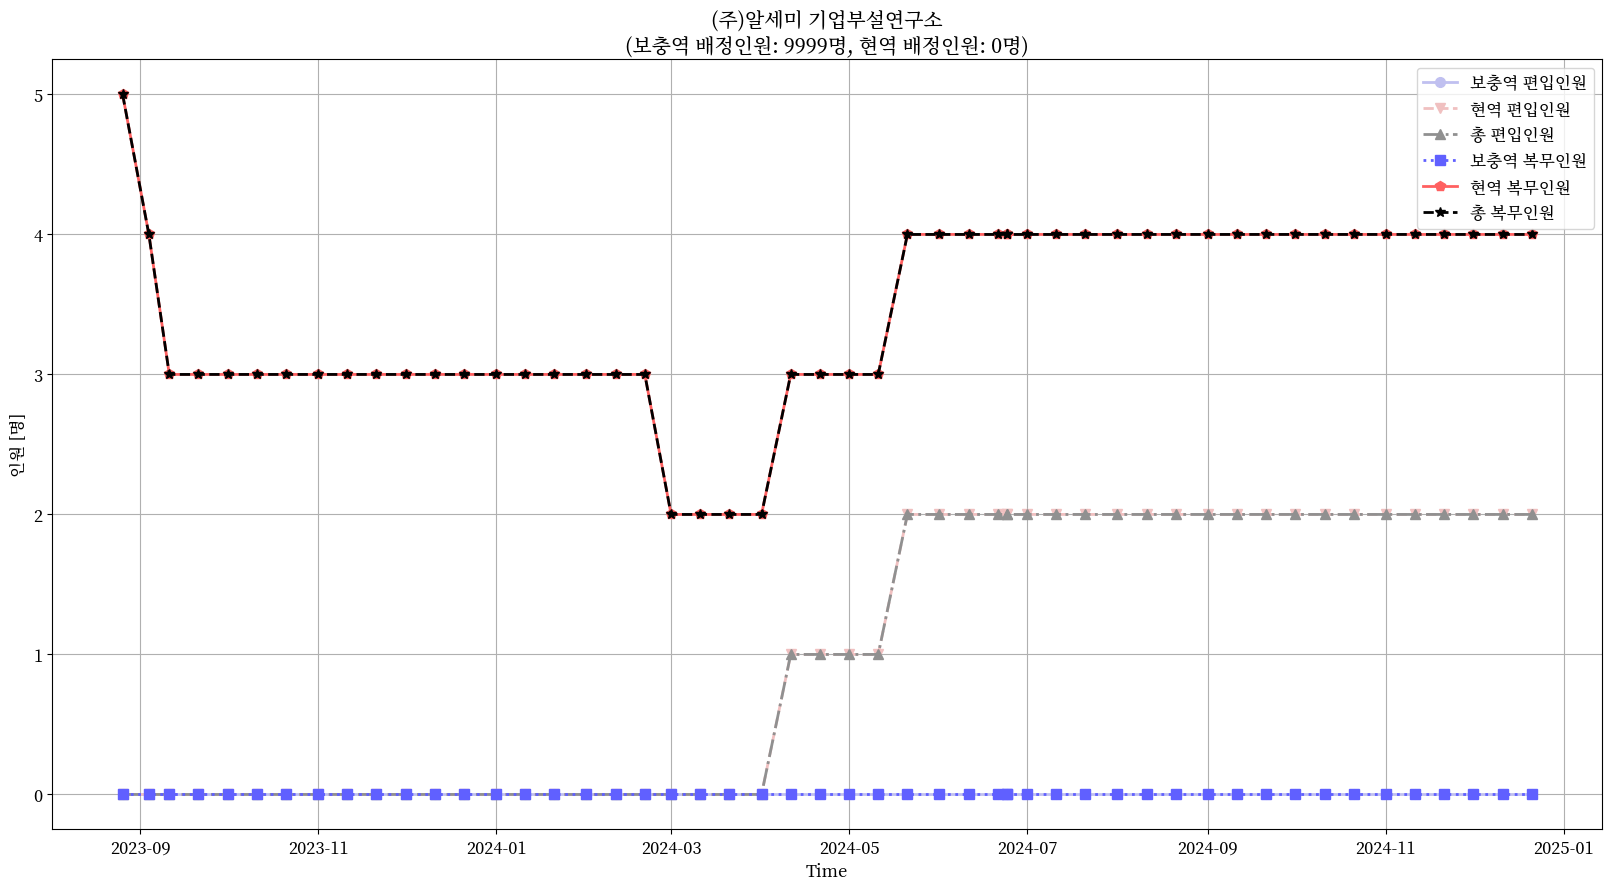 (주)알세미 기업부설연구소
(보충역 배정인원: 9999명, 현역 배정인원: 0명)
보충역 편입인원
현역 편입인원
총 편입인원
보충역 복무인원
현역 복무인원
총 복무인원
인원 [명]
5
4
3
2
1
0
2023-09
2023-11
2024-01
2024-03
2024-05
2024-07
2024-09
2024-11
2025-01
Time